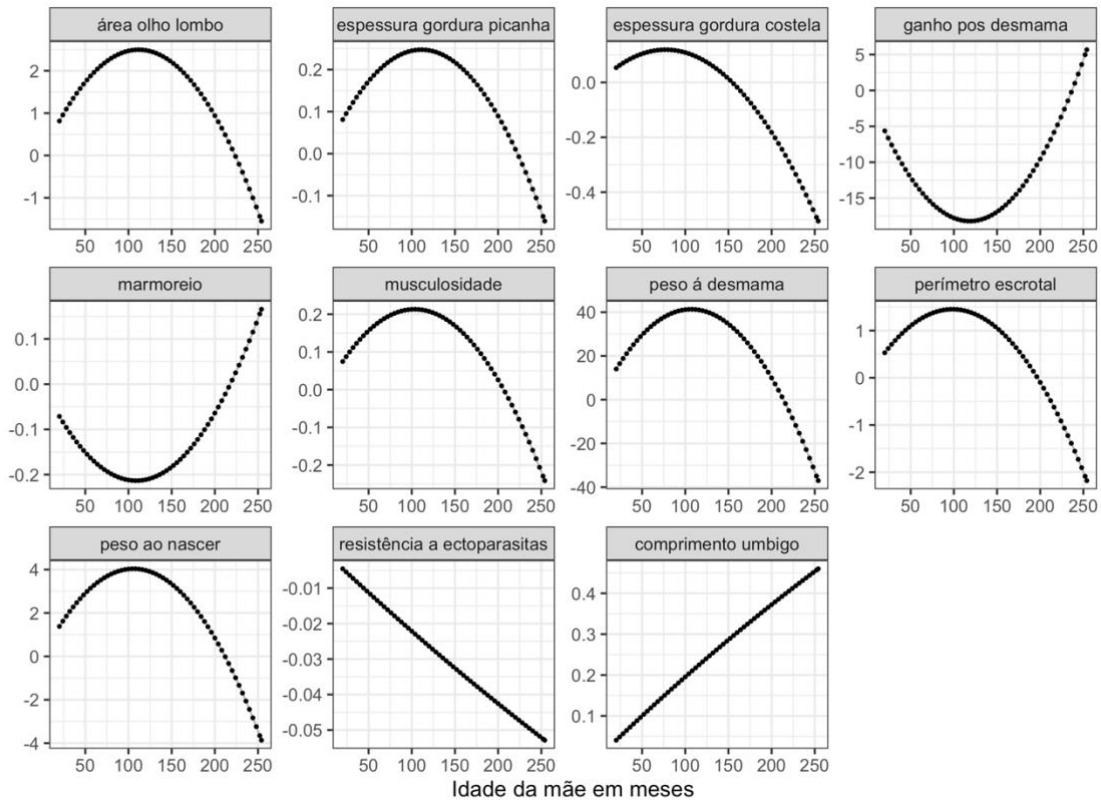 área olho lombo
espessura gordura picanha
espessura gordura costela
ganho pos desmama
2
1
0
-1
50 100 150 200 250
0.2
0.1
0.0
-0.1
50 100 150 200 250
0.0
-0.2
-0.4
50 100 150 200 250
5
0
-5
-10
-15
50 100 150 200 250
marmoreio
musculosidade
peso á desmama
perímetro escrotal
0.1
0.0
-0.1
-0.2
50 100 150 200 250
0.2
0.1
0.0
-0.1
-0.2
50 100 150 200 250
40
20
0
-20
-40
50 100 150 200 250
1
0
-1
-2
50 100 150 200 250
peso ao nascer
resistência a ectoparasitas
comprimento umbigo
4
2
0
-2
-4
50 100 150 200 250
-0.01
-0.02
-0.03
-0.04
-0.05
50 100 150 200 250
0.4
0.3
0.2
0.1
50 100 150 200 250
Idade da mãe em meses